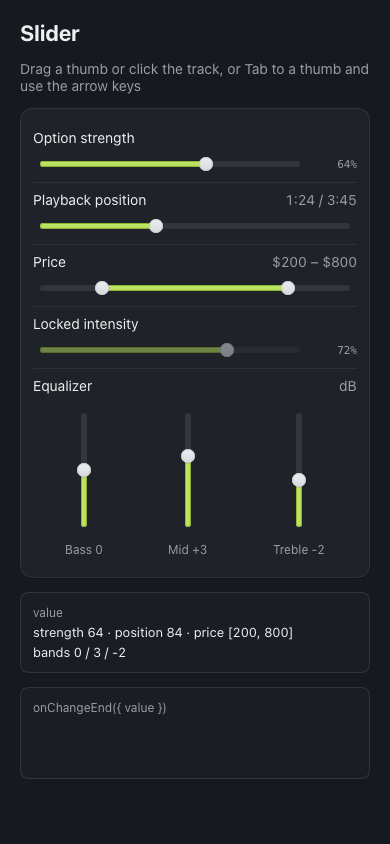 Slider
Drag a thumb or click the track, or Tab to a thumb and
use the arrow keys
Option strength
64%
Playback position 1:24 / 3:45
Price $200 – $800
Locked intensity
72%
Equalizer dB
Bass 0 Mid +3 Treble -2
value
strength 64 · position 84 · price [200, 800]
bands 0 / 3 / -2
onChangeEnd({ value })